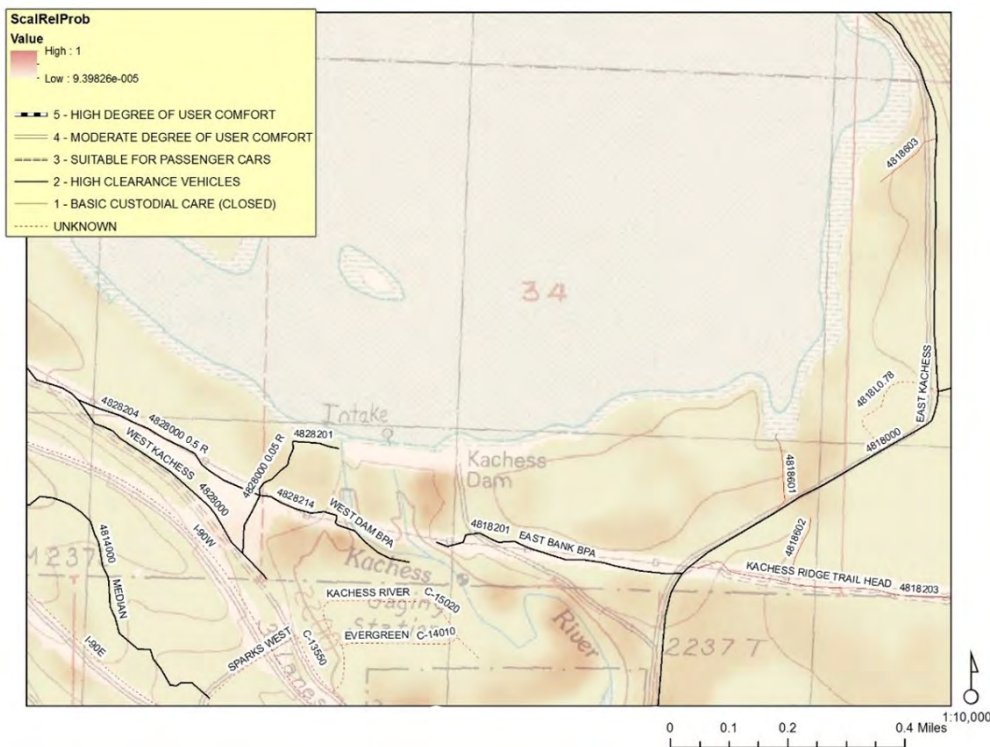 ScalRelProb
Value
High : 1
Low : 9.39826e-005
5 - HIGH DEGREE OF USER COMFORT
4 - MODERATE DEGREE OF USER COMFORT
3 - SUITABLE FOR PASSENGER CARS
2 - HIGH CLEARANCE VEHICLES
1 - BASIC CUSTODIAL CARE (CLOSED)
UNKNOWN
4818603
34
EAST KACHESS
4818L0.78
4828204
4828000 0.5 R
Intake
4828201
4818000
WEST KACHESS
4828000
4828000 0.05 R
Kachess
Dam
4818601
4828214
WEST DAM BPA
4818201
EAST BANK BPA
4818602
I-90W
4814000
MEDIAN
2237
Kachess
KACHESS RIDGE TRAIL HEAD
4818203
KACHESS RIVER
C-15020
Gaging
EVERGREEN
C-14010
River
2237 T
SPARKS WEST
C-13550
I-90E
Lanes
1:10,000
0
0.1
0.2
0.4 Miles